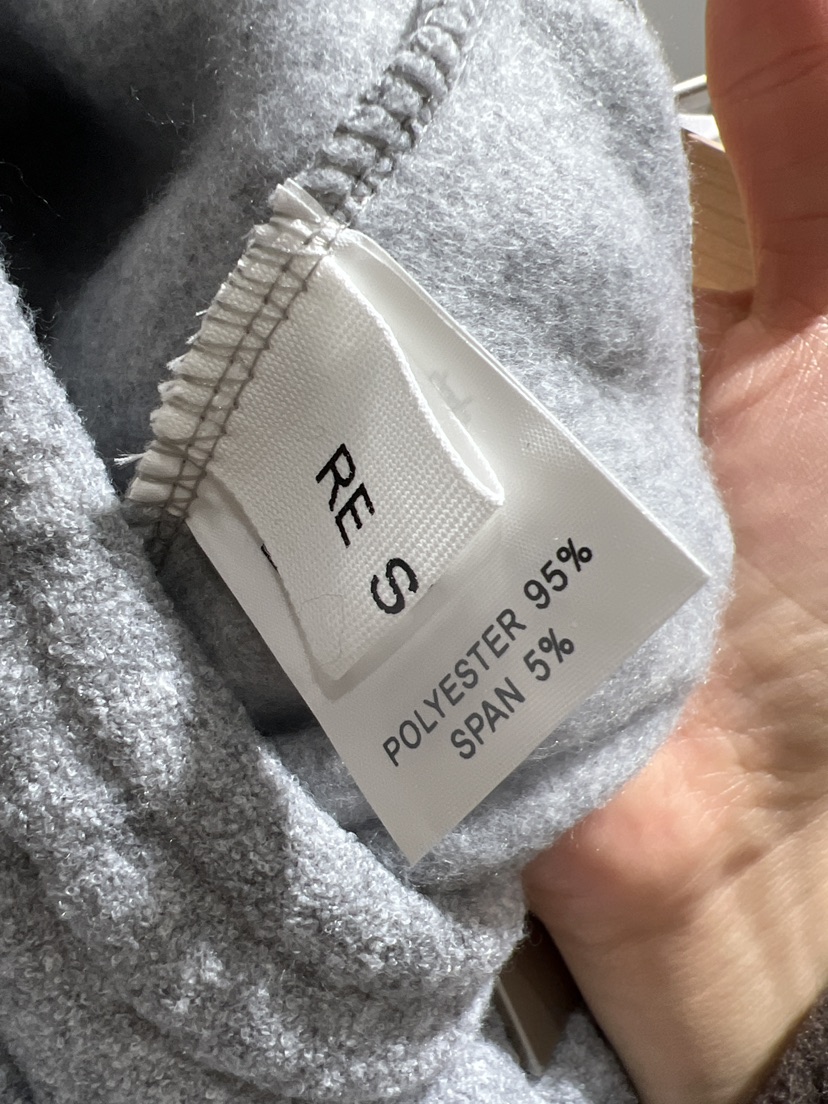 RE S
POLYESTER 95%
SPAN 5%